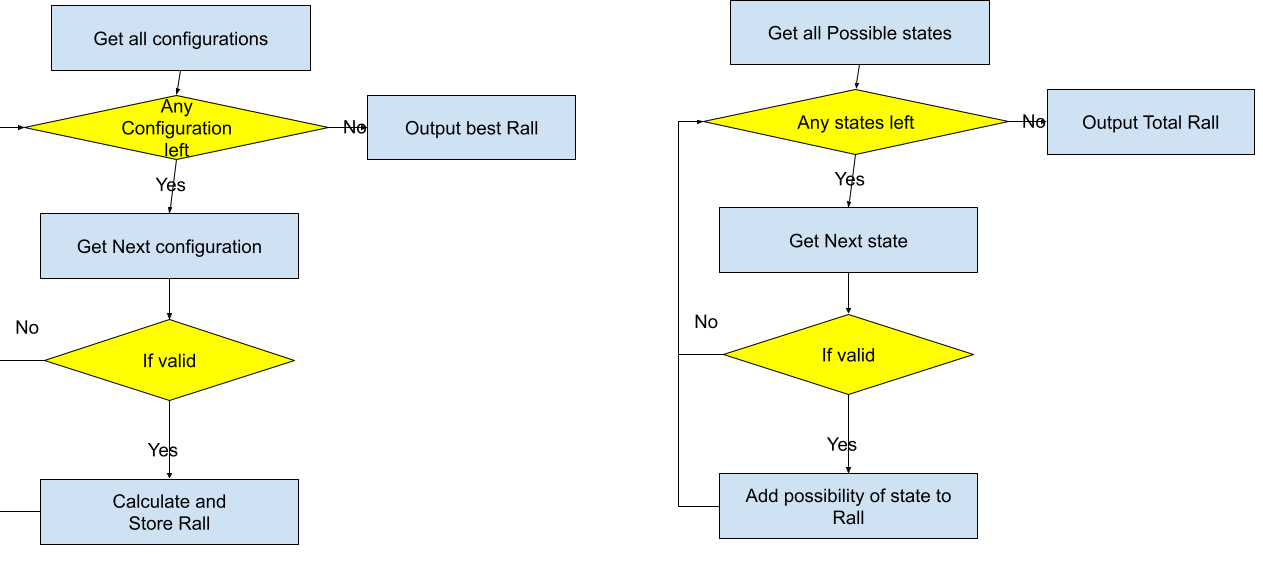 Get all configurations
Any
Configuration
left
No
Output best Rall
Yes
Get Next configuration
No
If valid
Yes
Calculate and
Store Rall
Get all Possible states
Any states left
No
Output Total Rall
Yes
Get Next state
No
If valid
Yes
Add possibility of state to
Rall